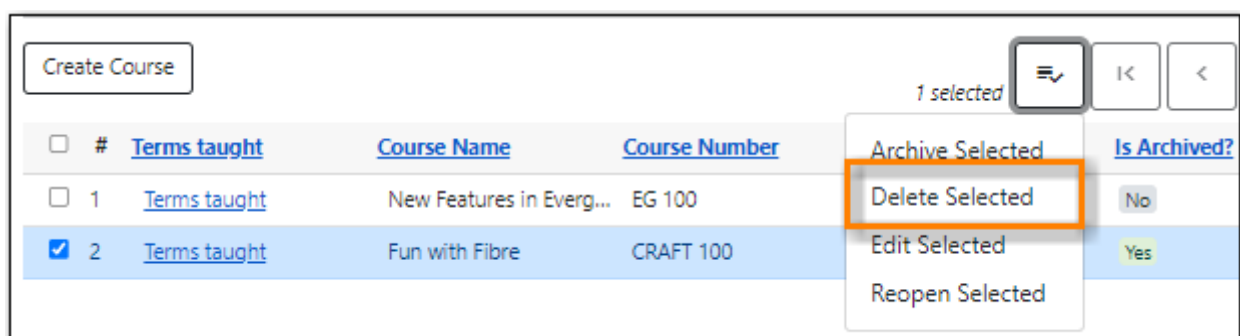 Create Course
1 selected
# Terms taught Course Name Course Number Is Archived?
Archive Selected
1 Terms taught New Features in Everg... EG 100 No
Delete Selected
2 Terms taught Fun with Fibre CRAFT 100 Yes
Edit Selected
Reopen Selected